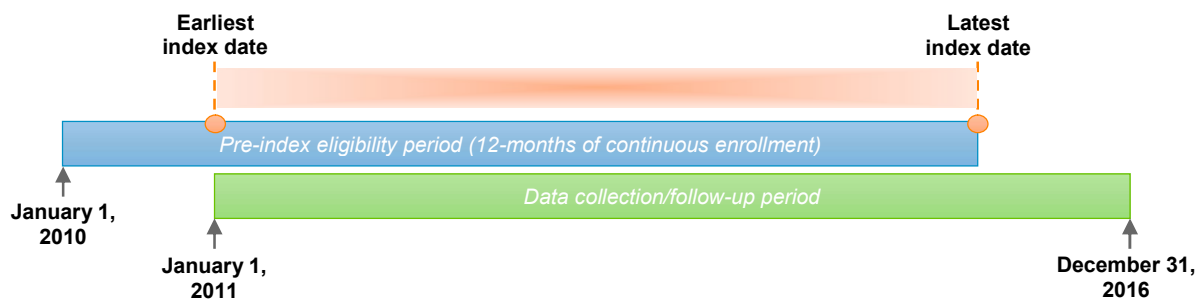 Earliest
index date
Latest
index date
Pre-index eligibility period (12-months of continuous enrollment)
Data collection/follow-up period
January 1,
2010
January 1,
2011
December 31,
2016